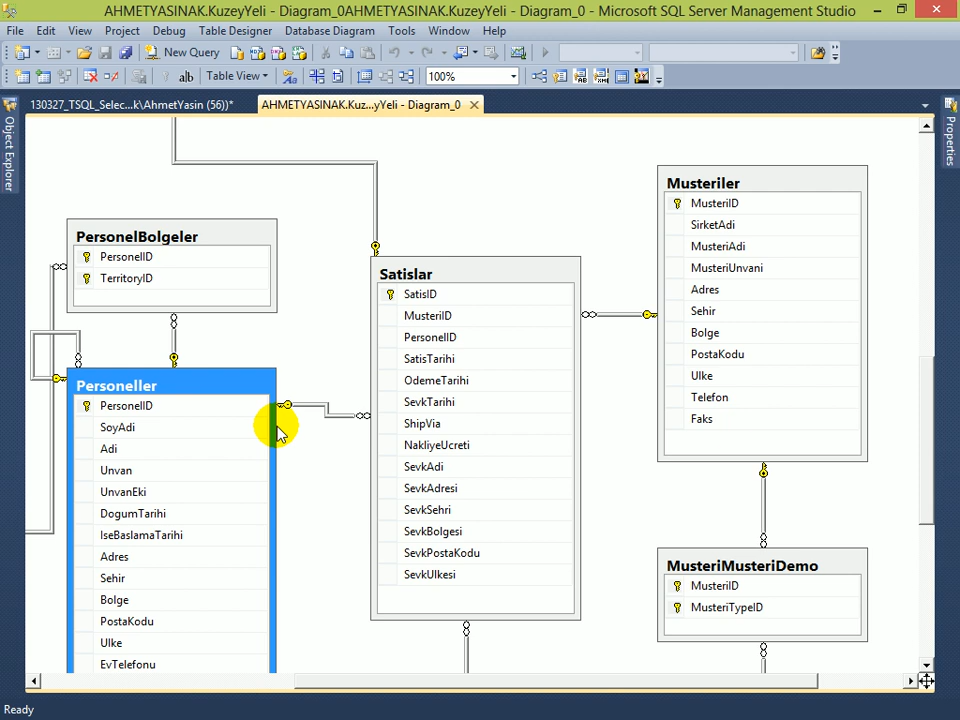 AHMETYASINAK.KuzeyYeli - Diagram_0AHMETYASINAK.KuzeyYeli - Diagram_0 - Microsoft SQL Server Management Studio
File Edit View Project Debug Table Designer Database Diagram Tools Window Help
New Query
Table View 100%
130327_TSQL_Selec...k\AhmetYasin (56))* AHMETYASINAK.Kuz...yYeli - Diagram_0
Object Explorer
Properties
PersonelBolgeler
PersonelID
TerritoryID
Personeller
PersonelID
SoyAdi
Adi
Unvan
UnvanEki
DogumTarihi
IseBaslamaTarihi
Adres
Sehir
Bolge
PostaKodu
Ulke
EvTelefonu
Satislar
SatisID
MusteriID
PersonelID
SatisTarihi
OdemeTarihi
SevkTarihi
ShipVia
NakliyeUcreti
SevkAdi
SevkAdresi
SevkSehri
SevkBolgesi
SevkPostaKodu
SevkUlkesi
Musteriler
MusteriID
SirketAdi
MusteriAdi
MusteriUnvani
Adres
Sehir
Bolge
PostaKodu
Ulke
Telefon
Faks
MusteriMusteriDemo
MusteriID
MusteriTypeID
Ready